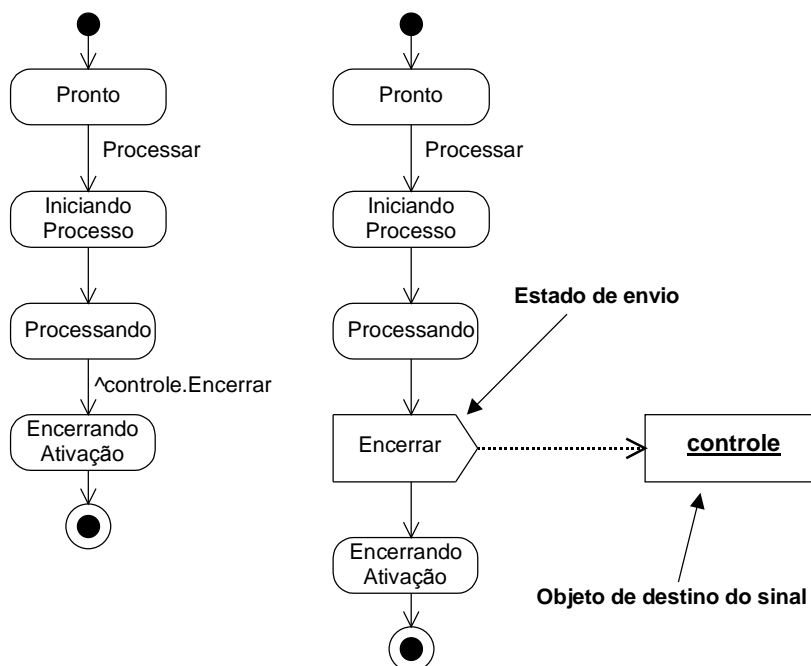 Pronto
Processar
Iniciando
Processo
Processando
^controle.Encerrar
Encerrando
Ativação
Pronto
Processar
Iniciando
Processo
Estado de envio
Processando
Encerrar
controle
Encerrando
Ativação
Objeto de destino do sinal